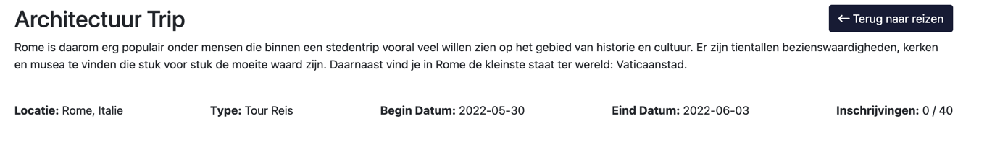 Architectuur Trip
← Terug naar reizen
Rome is daarom erg populair onder mensen die binnen een stedentrip vooral veel willen zien op het gebied van historie en cultuur. Er zijn tientallen bezienswaardigheden, kerken
en musea te vinden die stuk voor stuk de moeite waard zijn. Daarnaast vind je in Rome de kleinste staat ter wereld: Vaticaanstad.
Locatie: Rome, Italie Type: Tour Reis Begin Datum: 2022-05-30 Eind Datum: 2022-06-03 Inschrijvingen: 0 / 40